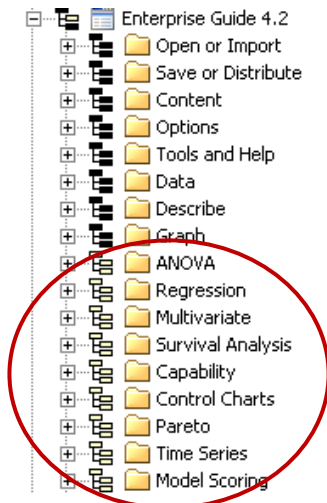 Enterprise Guide 4.2
Open or Import
Save or Distribute
Content
Options
Tools and Help
Data
Describe
Graph
ANOVA
Regression
Multivariate
Survival Analysis
Capability
Control Charts
Pareto
Time Series
Model Scoring